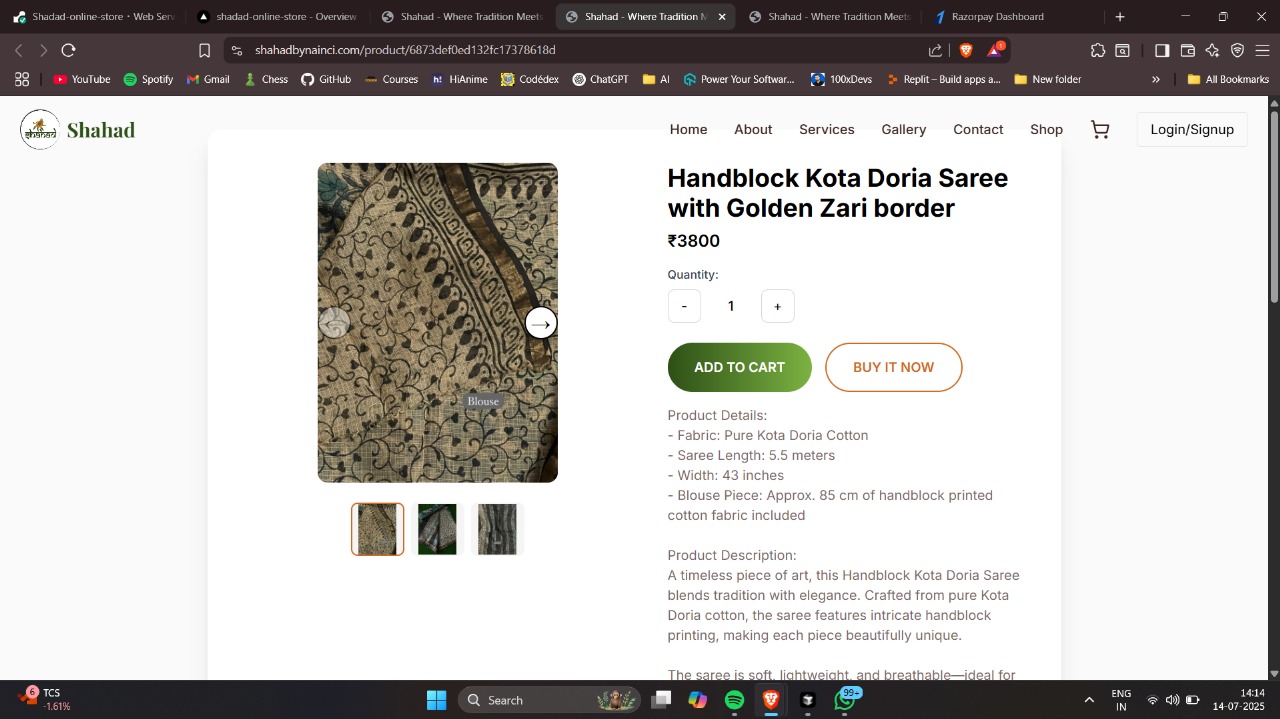 Shadad-online-store • Web Serv
shadad-online-store - Overview
Shahad - Where Tradition Meets
Shahad - Where Tradition M
Shahad - Where Tradition Meets
Razorpay Dashboard
shahadbynainci.com/product/6873def0ed132fc17378618d
1
YouTube
Spotify
Gmail
Chess
GitHub
Courses
HiAnime
Codédex
ChatGPT
AI
Power Your Softwar...
100xDevs
Replit – Build apps a...
New folder
»
All Bookmarks
Shahad
Home
About
Services
Gallery
Contact
Shop
Login/Signup
Handblock Kota Doria Saree
with Golden Zari border
₹3800
Quantity:
- 1 +
ADD TO CART
BUY IT NOW
Blouse
Product Details:
- Fabric: Pure Kota Doria Cotton
- Saree Length: 5.5 meters
- Width: 43 inches
- Blouse Piece: Approx. 85 cm of handblock printed
cotton fabric included
Product Description:
A timeless piece of art, this Handblock Kota Doria Saree
blends tradition with elegance. Crafted from pure Kota
Doria cotton, the saree features intricate handblock
printing, making each piece beautifully unique.
The saree is soft, lightweight, and breathable—ideal for
6
TCS
-1.61%
Search
99+
ENG
IN
14:14
14-07-2025